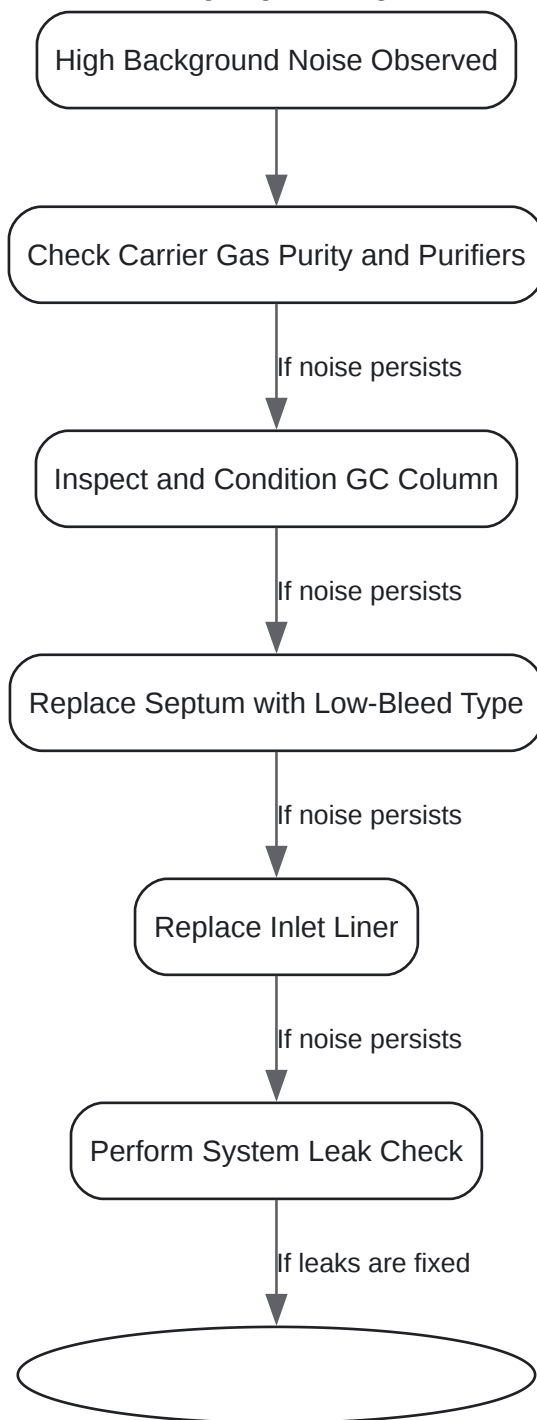 High Background Noise Observed
Check Carrier Gas Purity and Purifiers
If noise persists
Inspect and Condition GC Column
If noise persists
Replace Septum with Low-Bleed Type
If noise persists
Replace Inlet Liner
If noise persists
Perform System Leak Check
If leaks are fixed